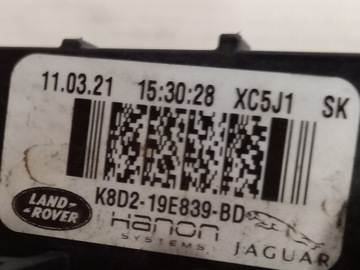 11.03.21 15:30:28 XC5J1 SK
K8D2-19E839-BD
LAND-
-ROVER
Hanon
SYSTEMS
JAGUAR